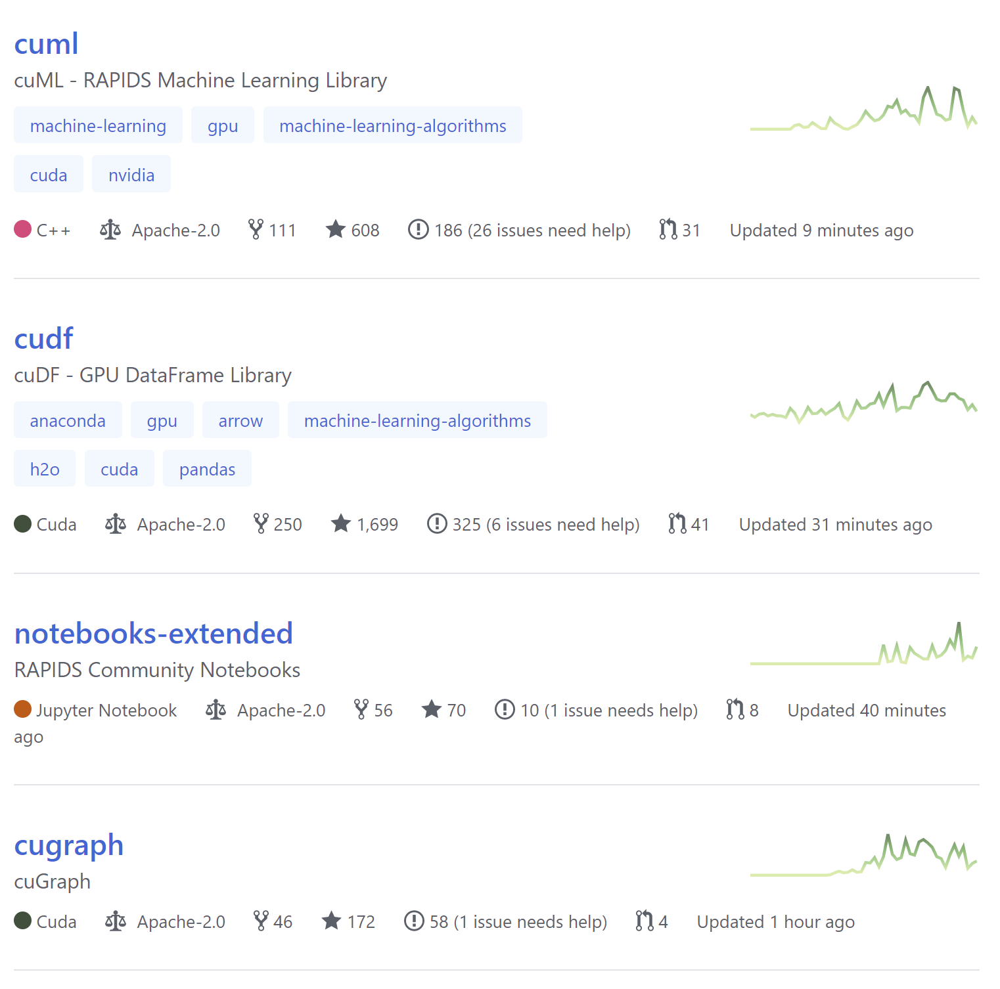 cuml
cuML - RAPIDS Machine Learning Library
machine-learning gpu machine-learning-algorithms
cuda nvidia
C++ Apache-2.0 111 608 186 (26 issues need help) 31 Updated 9 minutes ago
cudf
cuDF - GPU DataFrame Library
anaconda gpu arrow machine-learning-algorithms
h2o cuda pandas
Cuda Apache-2.0 250 1,699 325 (6 issues need help) 41 Updated 31 minutes ago
notebooks-extended
RAPIDS Community Notebooks
Jupyter Notebook Apache-2.0 56 70 10 (1 issue needs help) 8 Updated 40 minutes
ago
cugraph
cuGraph
Cuda Apache-2.0 46 172 58 (1 issue needs help) 4 Updated 1 hour ago